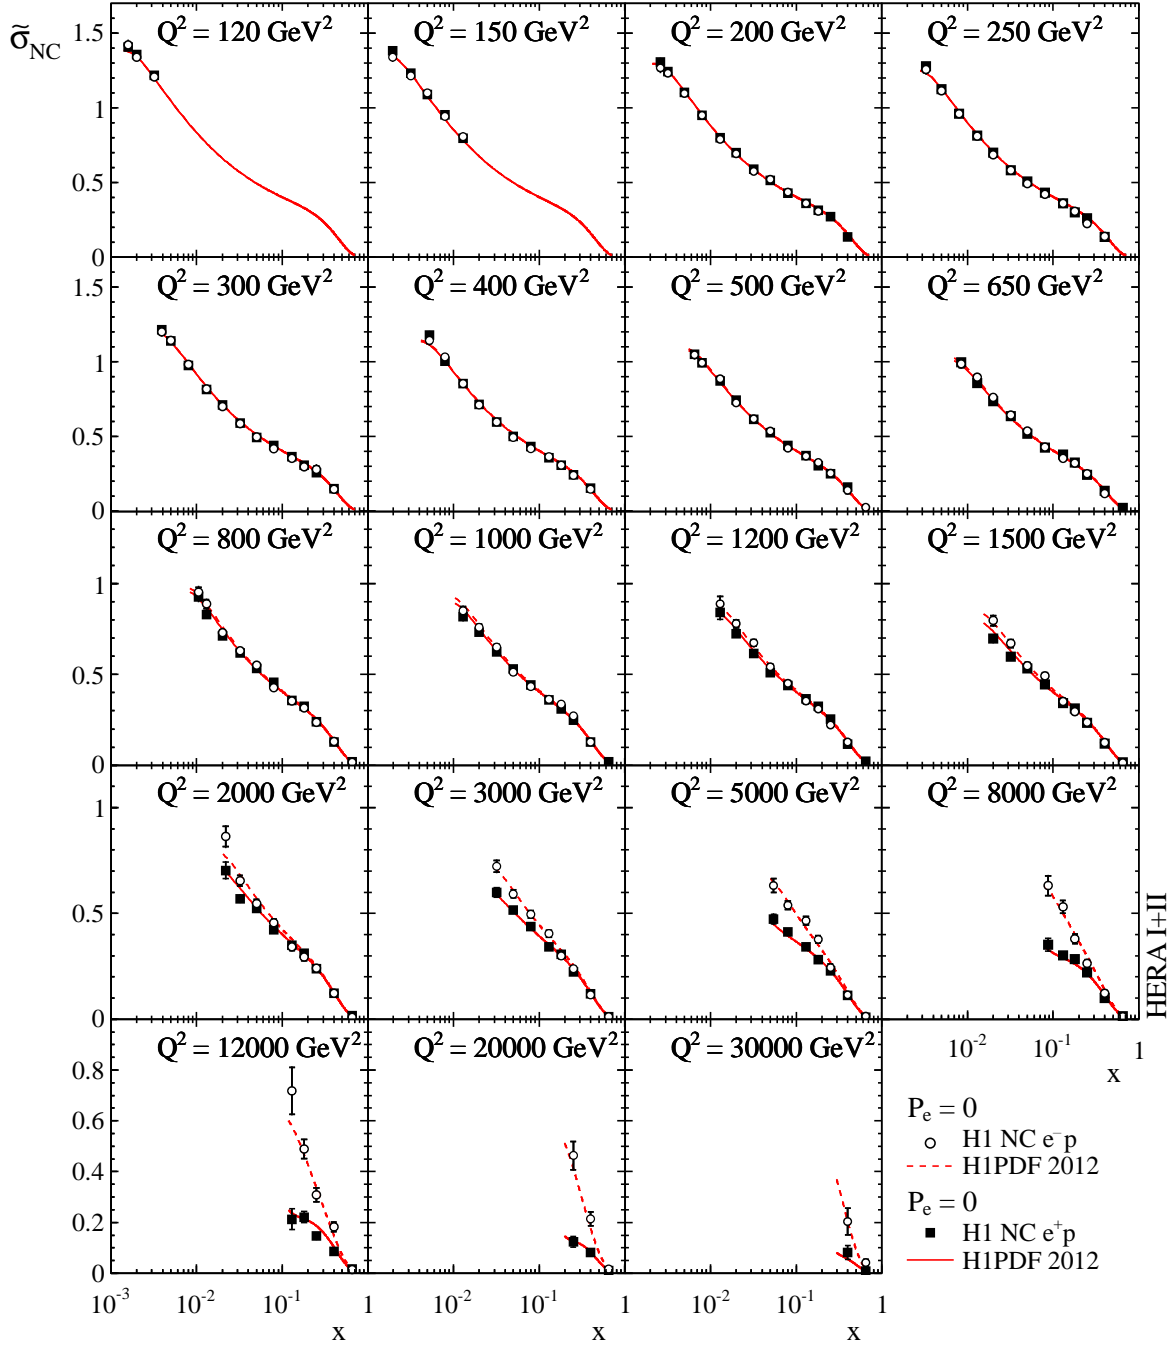 σ̃NC
Q² = 120 GeV²
Q² = 150 GeV²
Q² = 200 GeV²
Q² = 250 GeV²
1.5
1
0.5
0
Q² = 300 GeV²
Q² = 400 GeV²
Q² = 500 GeV²
Q² = 650 GeV²
1.5
1
0.5
0
Q² = 800 GeV²
Q² = 1000 GeV²
Q² = 1200 GeV²
Q² = 1500 GeV²
1
0.5
0
Q² = 2000 GeV²
Q² = 3000 GeV²
Q² = 5000 GeV²
Q² = 8000 GeV²
1
0.5
0
10⁻² 10⁻¹ 1
x
HERA I+II
Q² = 12000 GeV²
Q² = 20000 GeV²
Q² = 30000 GeV²
0.8
0.6
0.4
0.2
0
10⁻³ 10⁻² 10⁻¹ 1
x
10⁻² 10⁻¹ 1
x
10⁻² 10⁻¹ 1
x
Pe = 0
H1 NC e⁻p
H1PDF 2012
Pe = 0
H1 NC e⁺p
H1PDF 2012